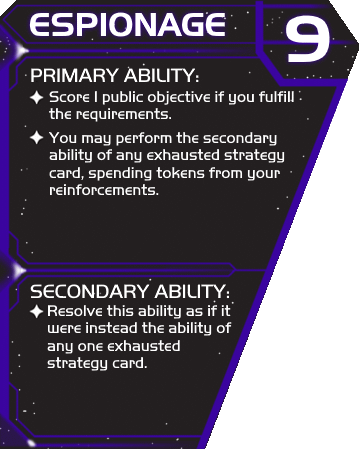 ESPIONAGE
9
PRIMARY ABILITY:
Score 1 public objective if you fulfill
the requirements.
You may perform the secondary
ability of any exhausted strategy
card, spending tokens from your
reinforcements.
SECONDARY ABILITY:
Resolve this ability as if it
were instead the ability of
any one exhausted
strategy card.